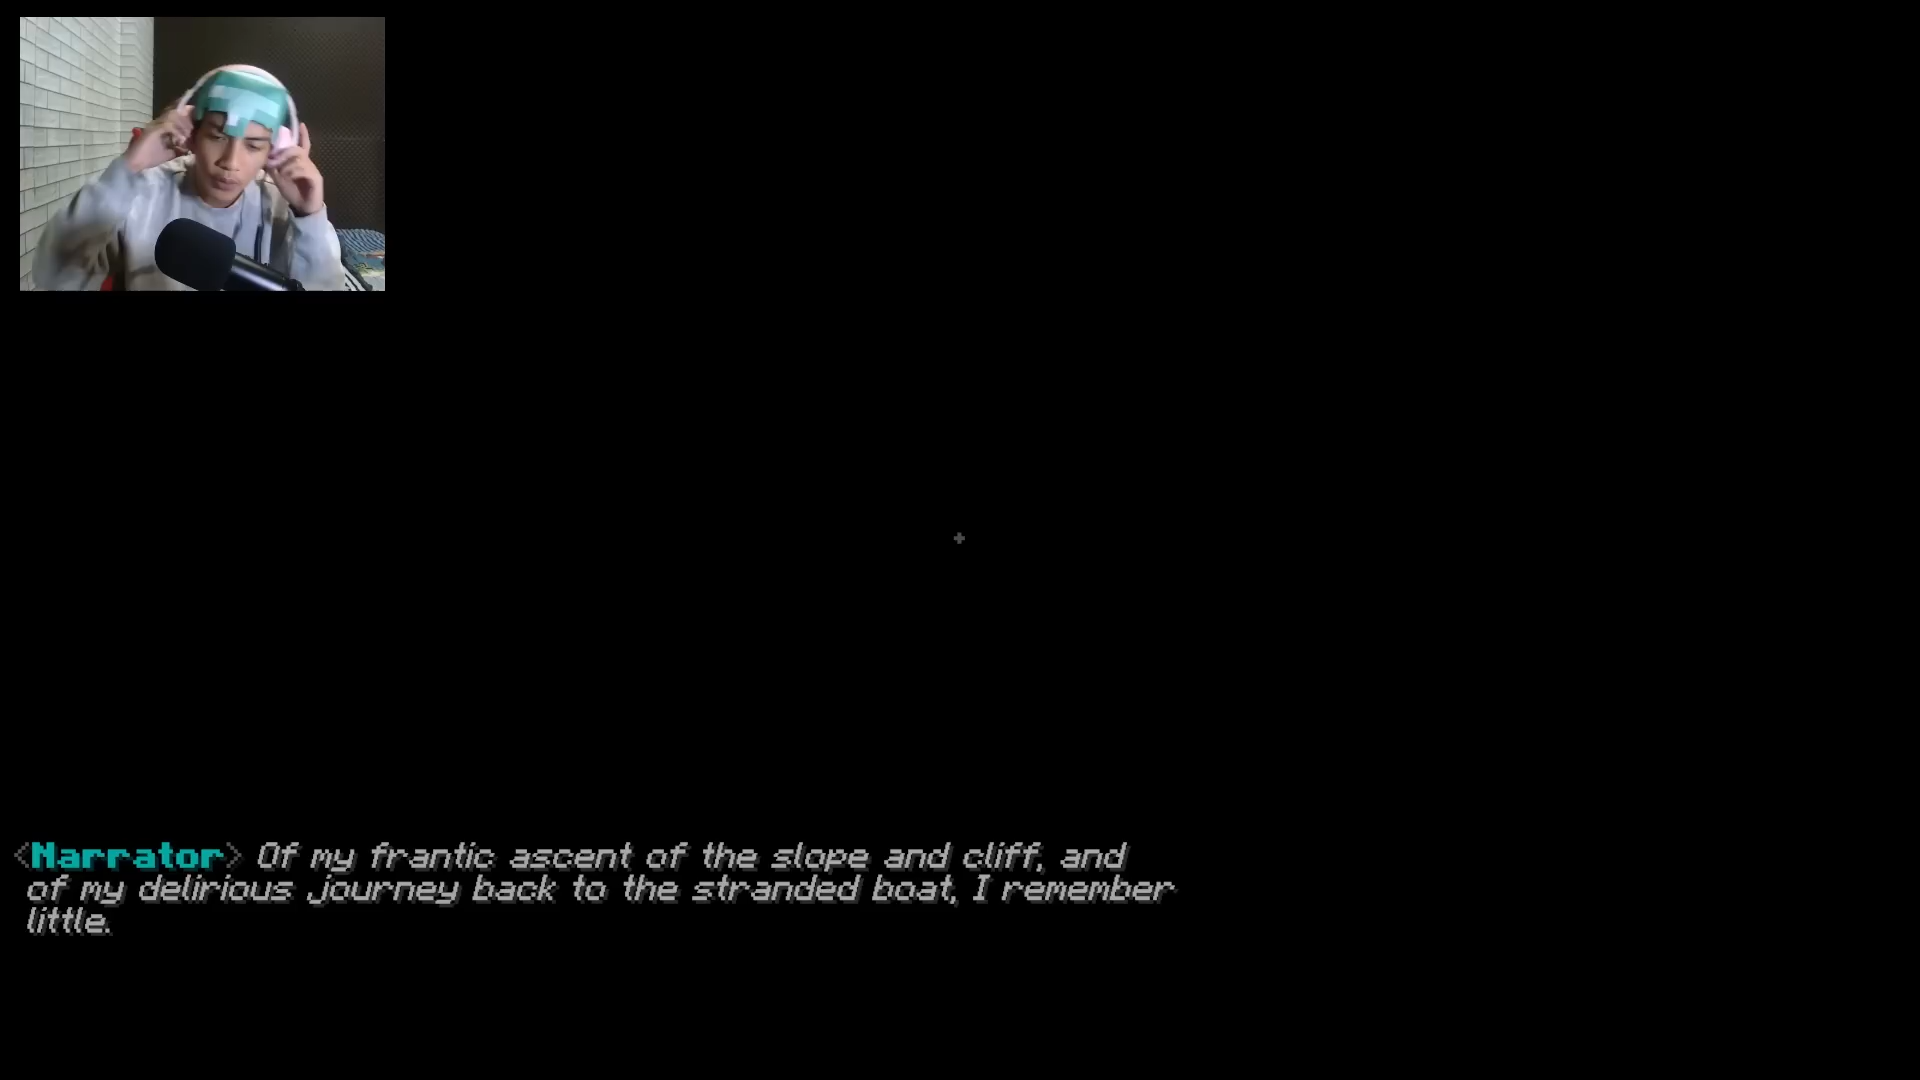 <Narrator> Of my frantic ascent of the slope and cliff, and
of my delirious journey back to the stranded boat, I remember
little.